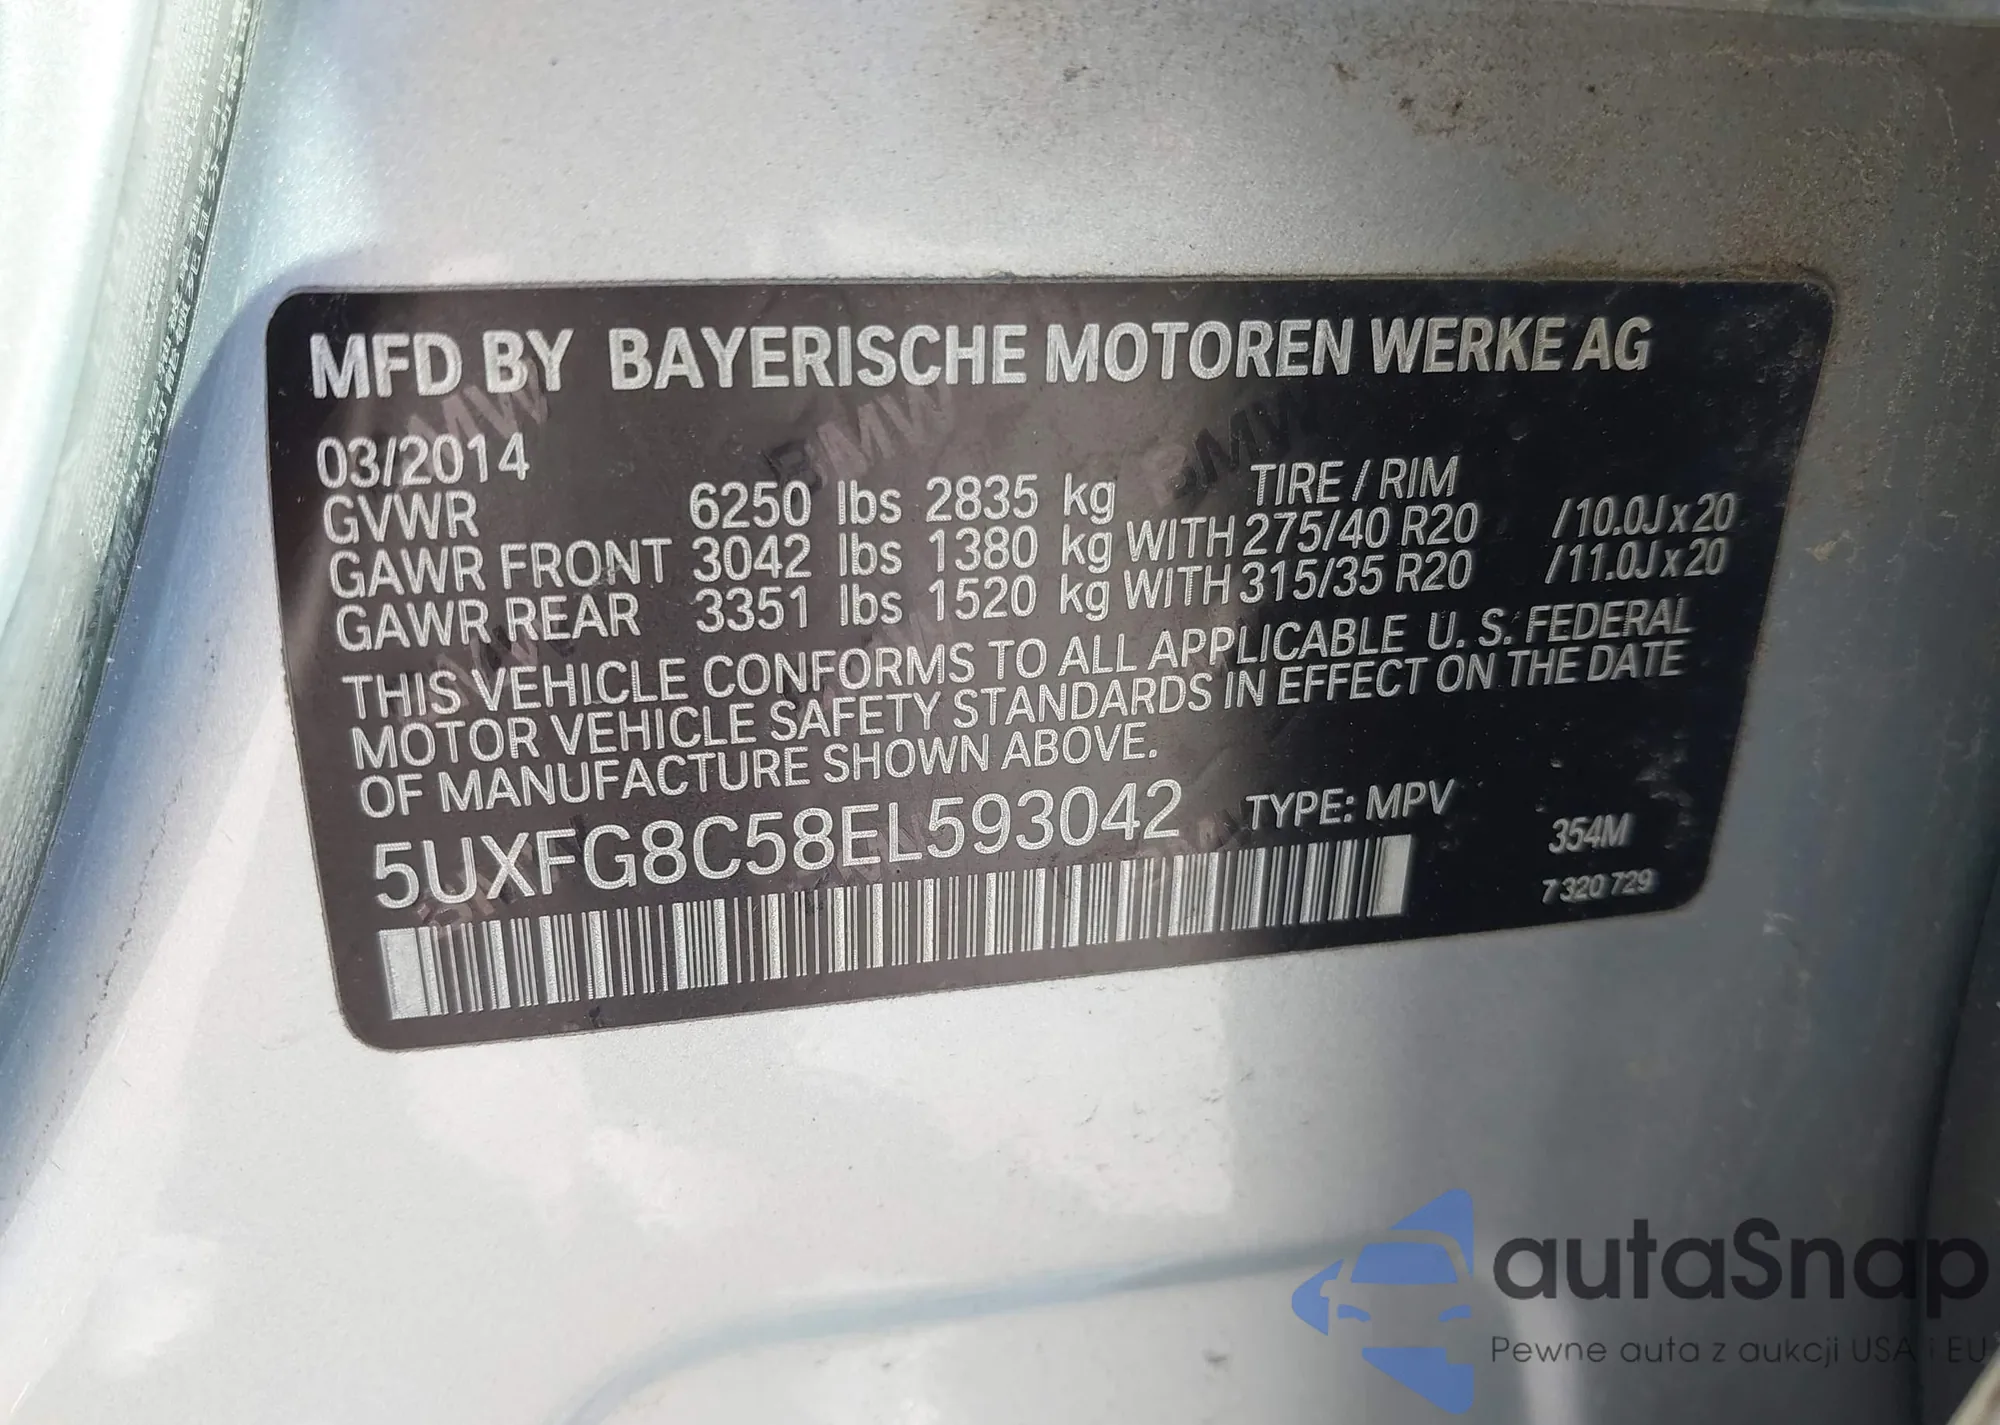 MFD BY BAYERISCHE MOTOREN WERKE AG
03/2014
TIRE / RIM
GVWR 6250 lbs 2835 kg
GAWR FRONT 3042 lbs 1380 kg WITH 275/40 R20 /10.0J x 20
GAWR REAR 3351 lbs 1520 kg WITH 315/35 R20 /11.0J x 20
THIS VEHICLE CONFORMS TO ALL APPLICABLE U. S. FEDERAL
MOTOR VEHICLE SAFETY STANDARDS IN EFFECT ON THE DATE
OF MANUFACTURE SHOWN ABOVE.
5UXFG8C58EL593042 TYPE: MPV
354M
7 320 729
autaSnap
Pewne auta z aukcji USA i EU